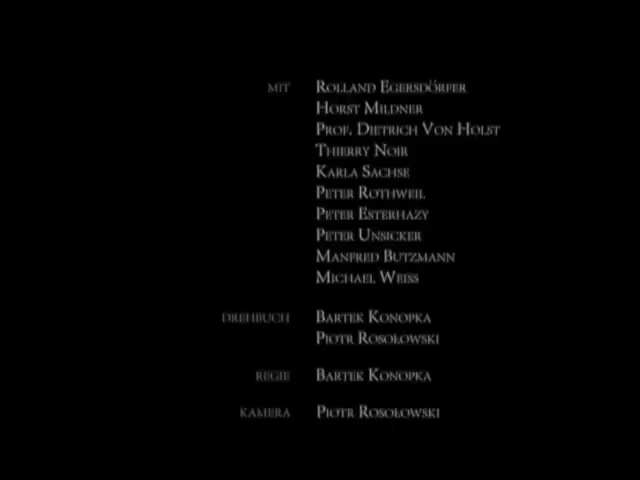 MIT ROLLAND EGERSDÖRFER
HORST MILDNER
PROF. DIETRICH VON HOLST
THIERRY NOIR
KARLA SACHSE
PETER ROTHWEIL
PETER ESTERHAZY
PETER UNSICKER
MANFRED BUTZMANN
MICHAEL WEISS
DREHBUCH BARTEK KONOPKA
PIOTR ROSOŁOWSKI
REGIE BARTEK KONOPKA
KAMERA PIOTR ROSOŁOWSKI